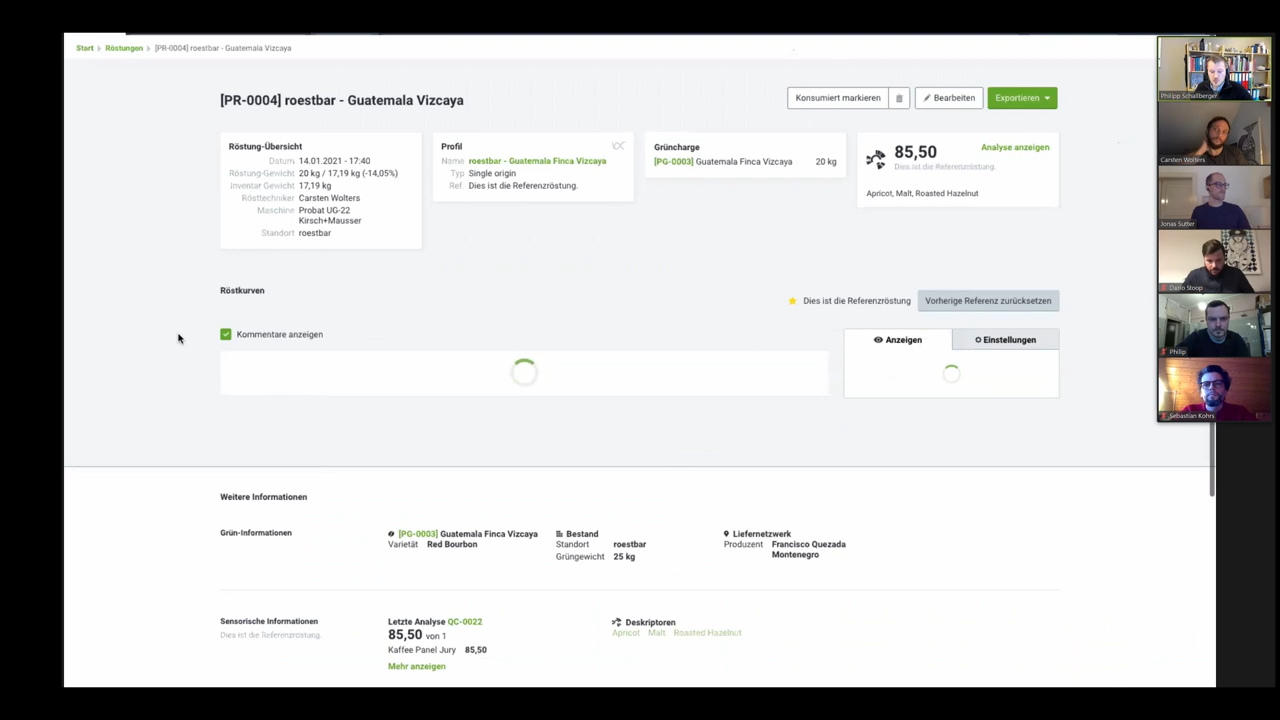 Start Röstungen [PR-0004] roestbar - Guatemala Vizcaya
[PR-0004] roestbar - Guatemala Vizcaya
Konsumiert markieren
Bearbeiten
Exportieren
Röstung-Übersicht
Datum 14.01.2021 - 17:40
Röstung-Gewicht 20 kg / 17,19 kg (-14,05%)
Inventar Gewicht 17,19 kg
Rösttechniker Carsten Wolters
Maschine Probat UG-22
Kirsch+Mausser
Standort roestbar
Profil
Name roestbar - Guatemala Finca Vizcaya
Typ Single origin
Ref Dies ist die Referenzröstung.
Grüncharge
[PG-0003] Guatemala Finca Vizcaya 20 kg
85,50
Analyse anzeigen
Dies ist die Referenzröstung.
Apricot, Malt, Roasted Hazelnut
Röstkurven
Dies ist die Referenzröstung
Vorherige Referenz zurücksetzen
Kommentare anzeigen
Anzeigen
Einstellungen
Weitere Informationen
Grün-Informationen
[PG-0003] Guatemala Finca Vizcaya
Varietät Red Bourbon
Bestand
Standort roestbar
Grüngewicht 25 kg
Liefernetzwerk
Produzent Francisco Quezada
Montenegro
Sensorische Informationen
Dies ist die Referenzröstung.
Letzte Analyse QC-0022
85,50 von 1
Kaffee Panel Jury 85,50
Mehr anzeigen
Deskriptoren
Apricot Malt Roasted Hazelnut
Philipp Schallberger
Carsten Wolters
Jonas Sutter
Dario Stoop
Philip
Sebastian Kohrs